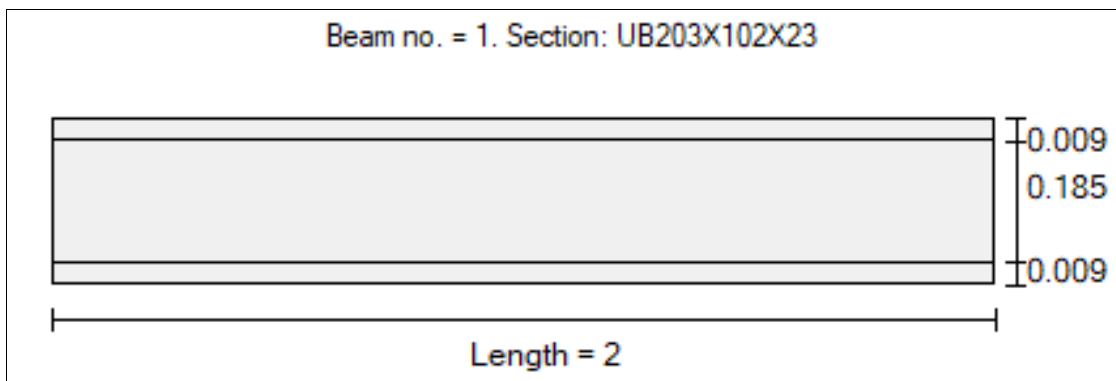 Beam no. = 1. Section: UB203X102X23
0.009
0.185
0.009
Length = 2